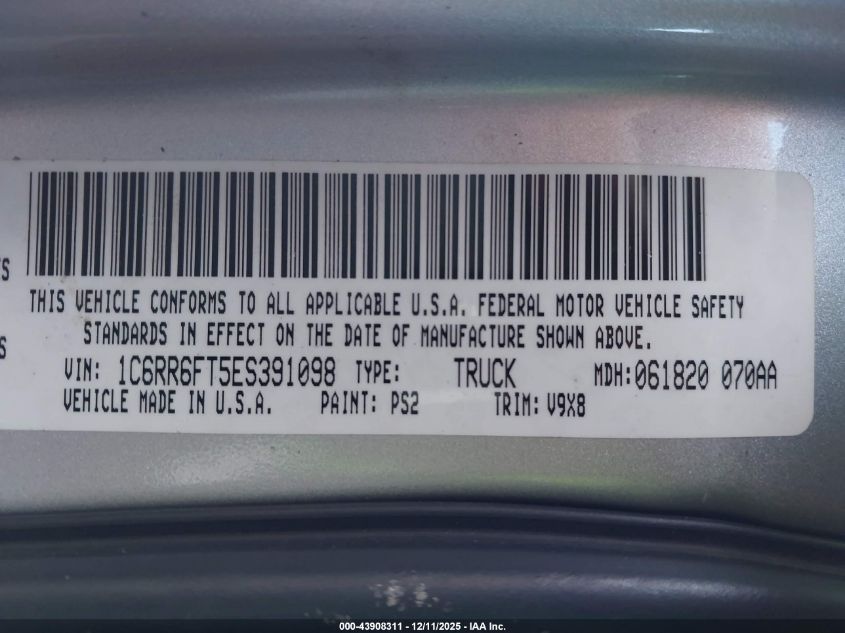 TS
THIS VEHICLE CONFORMS TO ALL APPLICABLE U.S.A. FEDERAL MOTOR VEHICLE SAFETY
STANDARDS IN EFFECT ON THE DATE OF MANUFACTURE SHOWN ABOVE.
S
VIN: 1C6RR6FT5ES391098 TYPE: TRUCK MDH:061820 070AA
VEHICLE MADE IN U.S.A. PAINT: PS2 TRIM: V9X8
000-43908311 - 12/11/2025 - IAA Inc.